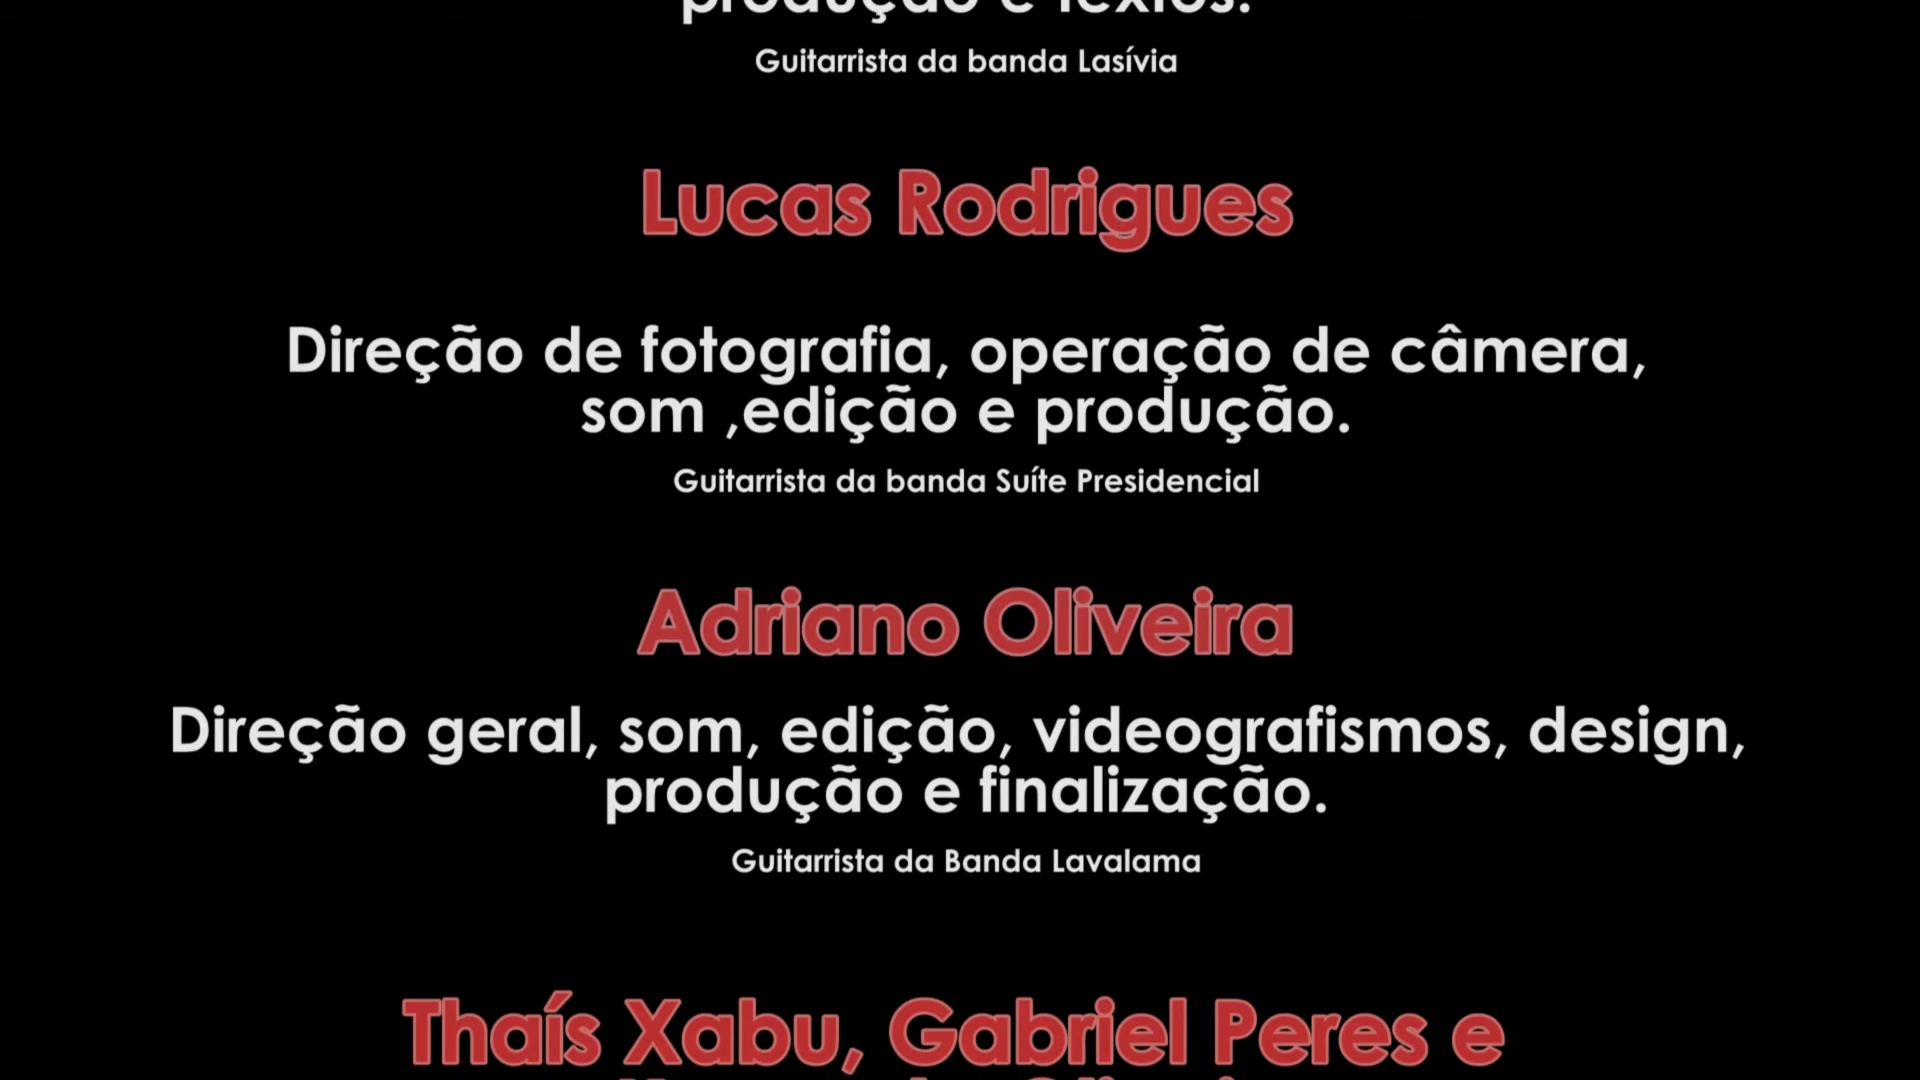 produção e textos.
Guitarrista da banda Lasívia
Lucas Rodrigues
Direção de fotografia, operação de câmera,
som ,edição e produção.
Guitarrista da banda Suíte Presidencial
Adriano Oliveira
Direção geral, som, edição, videografismos, design,
produção e finalização.
Guitarrista da Banda Lavalama
Thaís Xabu, Gabriel Peres e